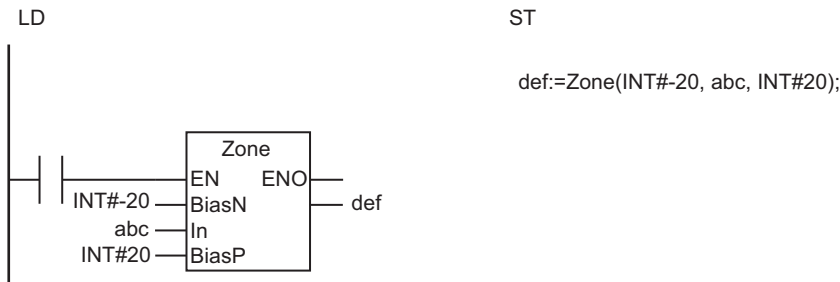 LD
ST
def:=Zone(INT#-20, abc, INT#20);
Zone
EN ENO
INT#-20 BiasN def
abc In
INT#20 BiasP